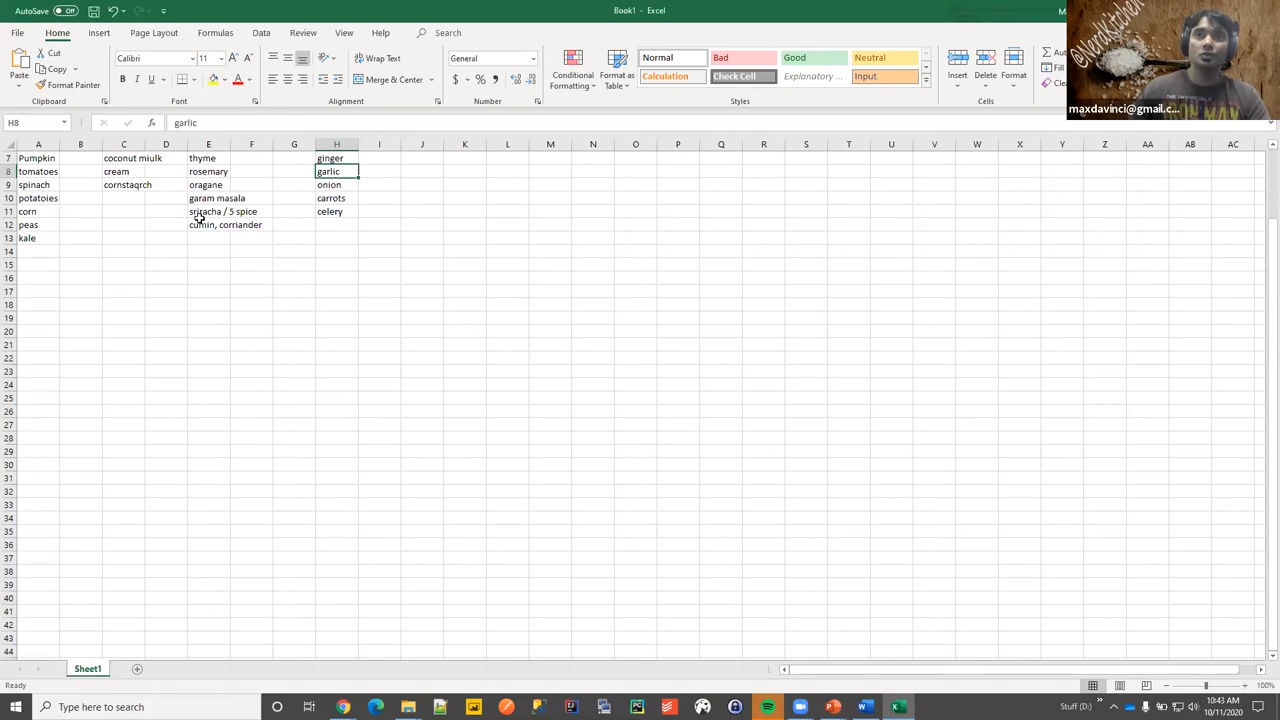 AutoSave Off
Book1 - Excel
M
File Home Insert Draw Page Layout Formulas Data Review View Help Search
Paste
Cut
Copy
Format Painter
Clipboard
Calibri 11
B I U
Font
Wrap Text
Merge & Center
Alignment
General
$ % ,
Number
Conditional Formatting
Format as Table
Normal Bad Good Neutral
Calculation Check Cell Explanatory ... Input
Styles
Insert Delete Format
Cells
Fill
@NerdKitchen
maxdavinci@gmail.c...
H8 garlic
A B C D E F G H I J K L M N O P Q R S T U V W X Y Z AA AB AC
7 Pumpkin coconut miulk thyme ginger
8 tomatoes cream rosemary garlic
9 spinach cornstaqrch oragane onion
10 potatoies garam masala carrots
11 corn sriracha / 5 spice celery
12 peas cumin, corriander
13 kale
14
15
16
17
18
19
20
21
22
23
24
25
26
27
28
29
30
31
32
33
34
35
36
37
38
39
40
41
42
43
44
Sheet1
Ready
100%
Type here to search
Stuff (D:)
10:43 AM
10/11/2020